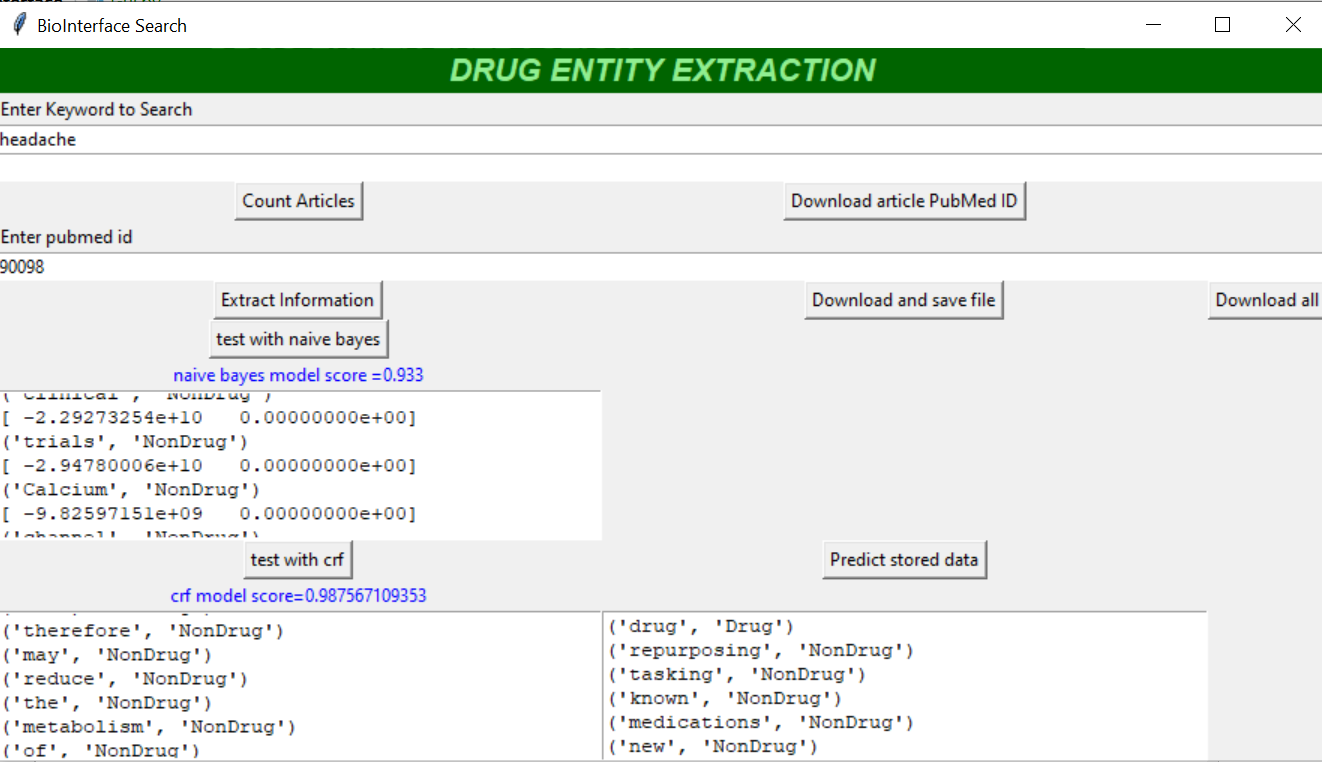 BioInterface Search
DRUG ENTITY EXTRACTION
Enter Keyword to Search
headache
Count Articles
Download article PubMed ID
Enter pubmed id
90098
Extract Information
Download and save file
Download all
test with naive bayes
naive bayes model score =0.933
('Clinical', 'NonDrug')
[ -2.29273254e+10   0.00000000e+00]
('trials', 'NonDrug')
[ -2.94780006e+10   0.00000000e+00]
('Calcium', 'NonDrug')
[ -9.82597151e+09   0.00000000e+00]
('channel', 'NonDrug')
test with crf
Predict stored data
crf model score=0.987567109353
('therefore', 'NonDrug')
('may', 'NonDrug')
('reduce', 'NonDrug')
('the', 'NonDrug')
('metabolism', 'NonDrug')
('of', 'NonDrug')
('drug', 'Drug')
('repurposing', 'NonDrug')
('tasking', 'NonDrug')
('known', 'NonDrug')
('medications', 'NonDrug')
('new', 'NonDrug')